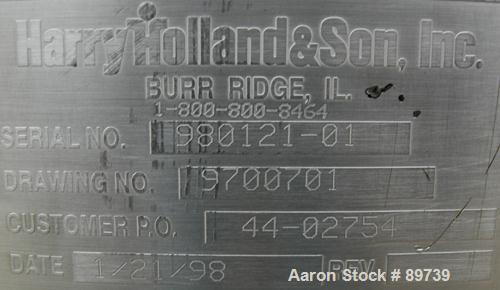 Harry Holland & Son, Inc.
BURR RIDGE, IL.
1-800-800-8464
SERIAL NO. 980121-01
DRAWING NO. 9700701
CUSTOMER P.O. 44-02754
DATE 1/21/98 REV.
Aaron Stock # 89739